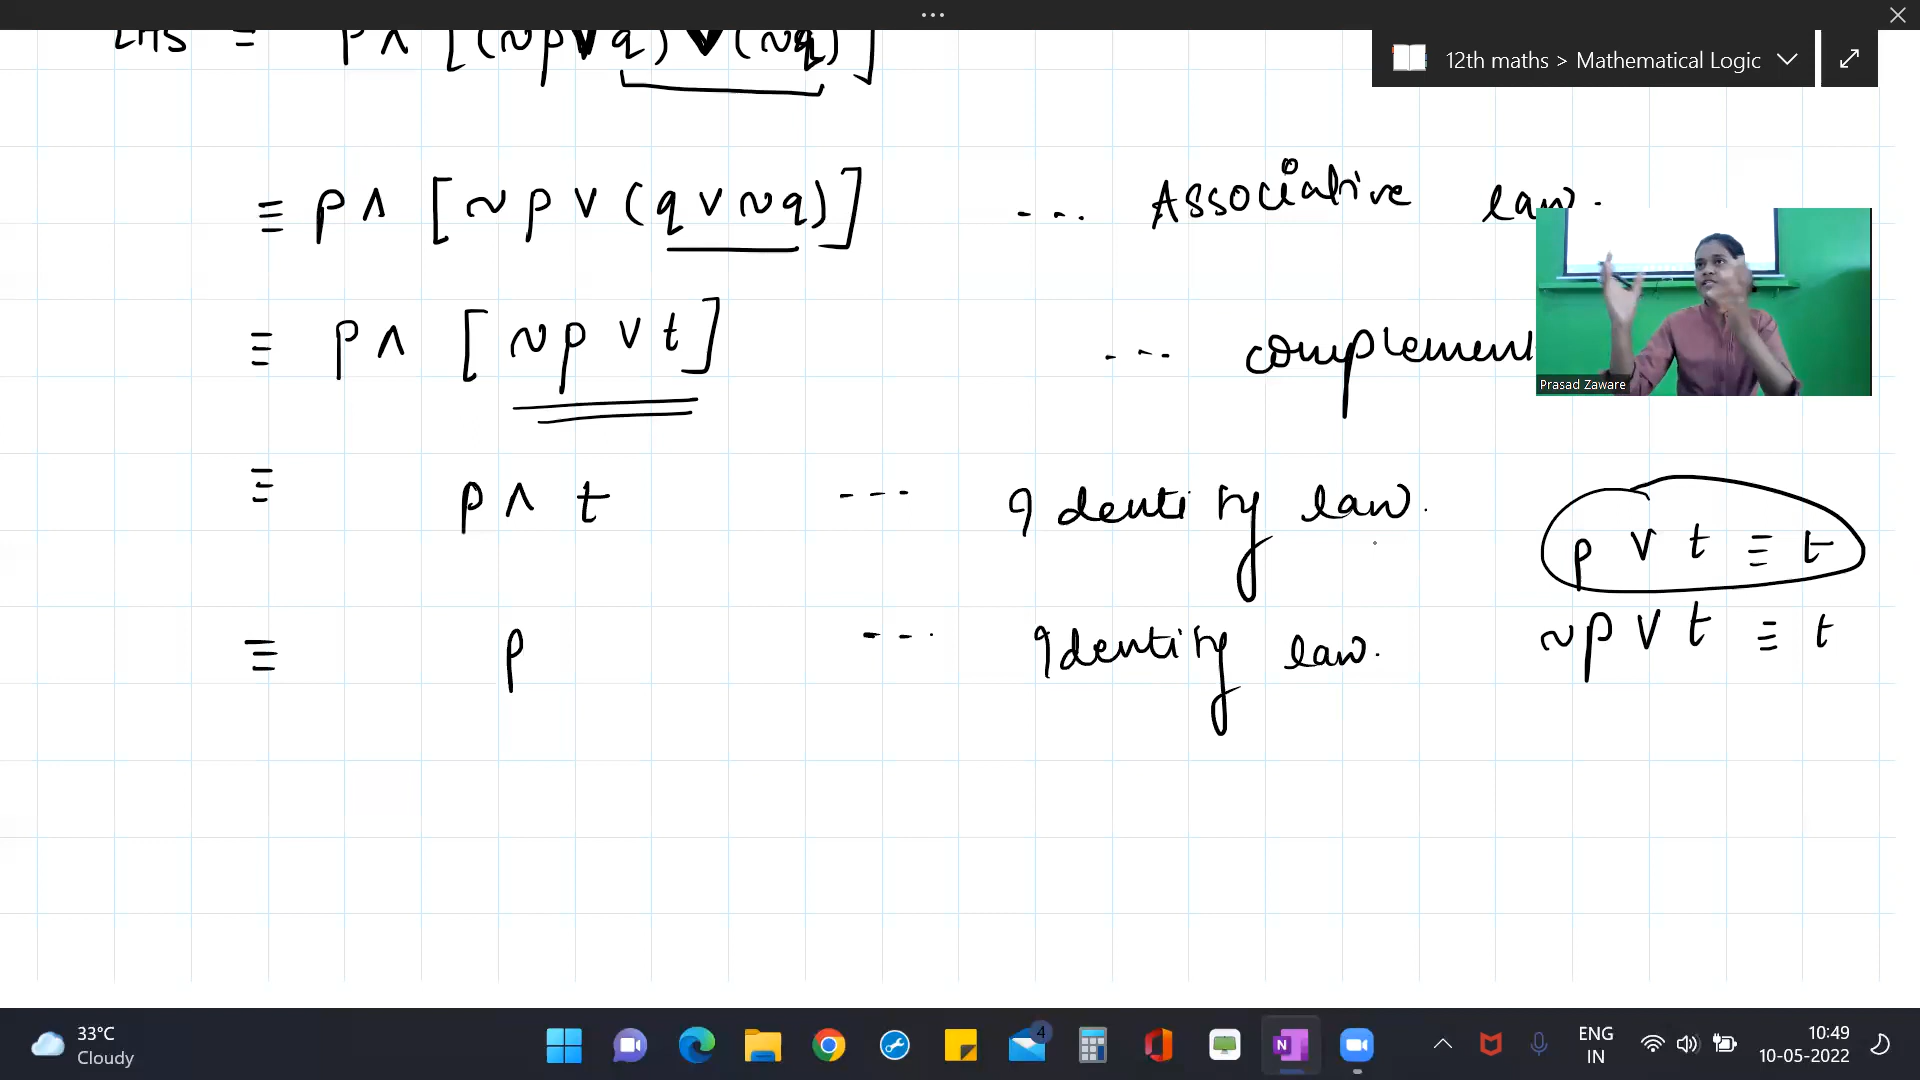 LHS ≡ p ∧ [(~p ∨ q) ∨ (~q)]
12th maths > Mathematical Logic
≡ p ∧ [~p ∨ (q ∨ ~q)] --- Associative law.
≡ p ∧ [~p ∨ t] --- complement
Prasad Zaware
≡ p ∧ t --- Identity law.
p ∨ t ≡ t
~p ∨ t ≡ t
≡ p --- Identity law.
33°C
Cloudy
4
ENG
IN
10:49
10-05-2022